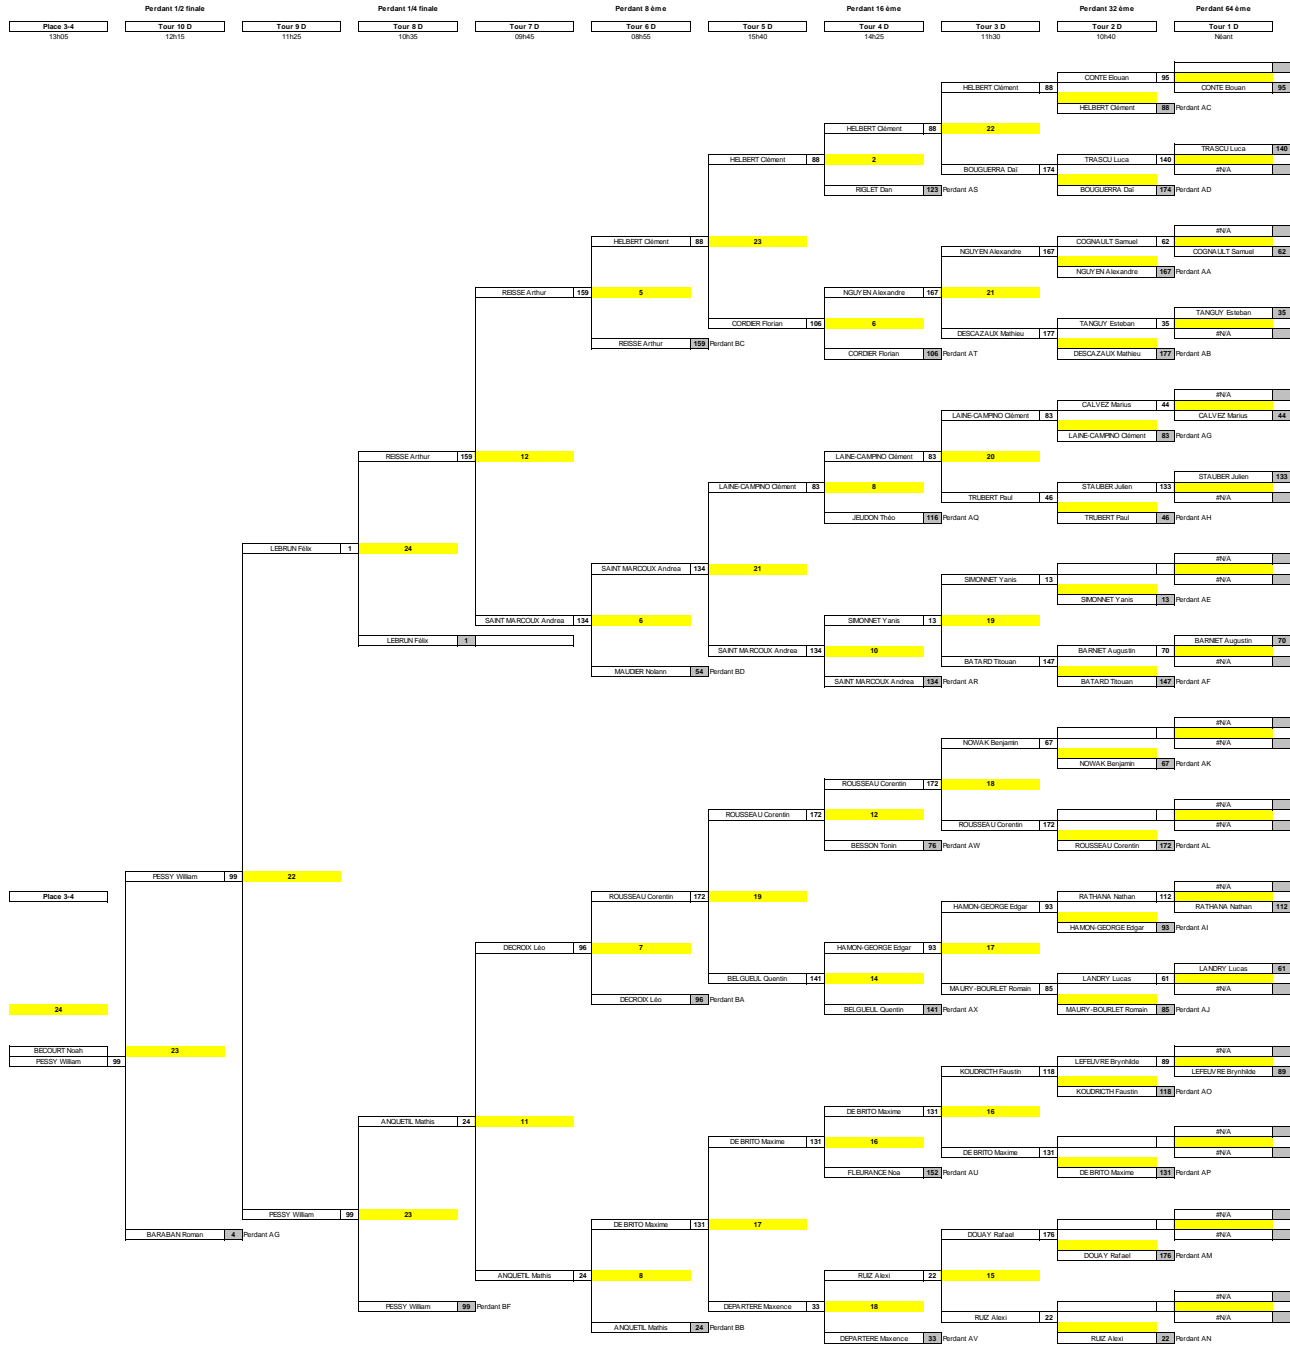 Perdant 1/2 finale Perdant 1/4 finale Perdant 8 ème Perdant 16 ème Perdant 32 ème Perdant 64 ème
Place 3-4 Tour 10 D Tour 9 D Tour 8 D Tour 7 D Tour 6 D Tour 5 D Tour 4 D Tour 3 D Tour 2 D Tour 1 D
13h05 12h15 11h25 10h35 09h45 08h55 15h40 14h25 11h30 10h40 Néant
CONTE Elouan 95
HELBERT Clément 88 CONTE Elouan 95
HELBERT Clément 88 Perdant AC
HELBERT Clément 88 22
TRASCU Luca 140
HELBERT Clément 88 2 TRASCU Luca 140
BOUGUERRA Daï 174 #N/A
RIGLET Dan 123 Perdant AS BOUGUERRA Daï 174 Perdant AD
#N/A
HELBERT Clément 88 23 COGNAULT Samuel 62
NGUYEN Alexandre 167 COGNAULT Samuel 62
NGUYEN Alexandre 167 Perdant AA
REISSE Arthur 159 5 NGUYEN Alexandre 167 21
TANGUY Esteban 35
CORDIER Florian 106 6 TANGUY Esteban 35
DESCAZAUX Mathieu 177 #N/A
REISSE Arthur 159 Perdant BC
CORDIER Florian 106 Perdant AT DESCAZAUX Mathieu 177 Perdant AB
#N/A
CALVEZ Marius 44
LAINE-CAMPINO Clément 83 CALVEZ Marius 44
LAINE-CAMPINO Clément 83 Perdant AG
REISSE Arthur 159 12 LAINE-CAMPINO Clément 83 20
STAUBER Julien 133
LAINE-CAMPINO Clément 83 8 STAUBER Julien 133
TRUBERT Paul 46 #N/A
JEUDON Théo 116 Perdant AQ TRUBERT Paul 46 Perdant AH
LEBRUN Félix 1 24
#N/A
SAINT MARCOUX Andrea 134 21
SIMONNET Yanis 13 #N/A
SIMONNET Yanis 13 Perdant AE
SAINT MARCOUX Andrea 134 6 SIMONNET Yanis 13 19
LEBRUN Félix 1 BARNET Augustin 70
SAINT MARCOUX Andrea 134 10 BARNET Augustin 70
BATARD Titouan 147 #N/A
MAUDIER Nolann 54 Perdant BD
SAINT MARCOUX Andrea 134 Perdant AR BATARD Titouan 147 Perdant AF
#N/A
NOWAK Benjamin 67 #N/A
NOWAK Benjamin 67 Perdant AK
ROUSSEAU Corentin 172 18
#N/A
ROUSSEAU Corentin 172 12
ROUSSEAU Corentin 172 #N/A
BESSON Tonin 76 Perdant AW ROUSSEAU Corentin 172 Perdant AL
PESSY William 99 22
#N/A
Place 3-4 ROUSSEAU Corentin 172 19 RATHANA Nathan 112
HAMON-GEORGE Edgar 93 RATHANA Nathan 112
HAMON-GEORGE Edgar 93 Perdant AI
DECROIX Léo 96 7 HAMON-GEORGE Edgar 93 17
LANDRY Lucas 61
BELGUEUL Quentin 141 14 LANDRY Lucas 61
MAURY-BOURLET Romain 85 #N/A
DECROIX Léo 96 Perdant BA
24 BELGUEUL Quentin 141 Perdant AX MAURY-BOURLET Romain 85 Perdant AJ
BECOURT Noah 23 #N/A
PESSY William 99 LEFEUVRE Brynhilde 89
KOUDRICTH Faustin 118 LEFEUVRE Brynhilde 89
KOUDRICTH Faustin 118 Perdant AO
DE BRITO Maxime 131 16
ANQUETIL Mathis 24 11
#N/A
DE BRITO Maxime 131 16
DE BRITO Maxime 131 #N/A
FLEURANCE Noa 152 Perdant AU DE BRITO Maxime 131 Perdant AP
PESSY William 99 23 #N/A
DE BRITO Maxime 131 17
BARABAN Roman 4 Perdant AG DOUAY Rafael 176 #N/A
DOUAY Rafael 176 Perdant AM
ANQUETIL Mathis 24 8 RUIZ Alexi 22 15
#N/A
PESSY William 99 Perdant BF DEPARTERE Maxence 33 18
RUIZ Alexi 22 #N/A
ANQUETIL Mathis 24 Perdant BB
DEPARTERE Maxence 33 Perdant AV RUIZ Alexi 22 Perdant AN